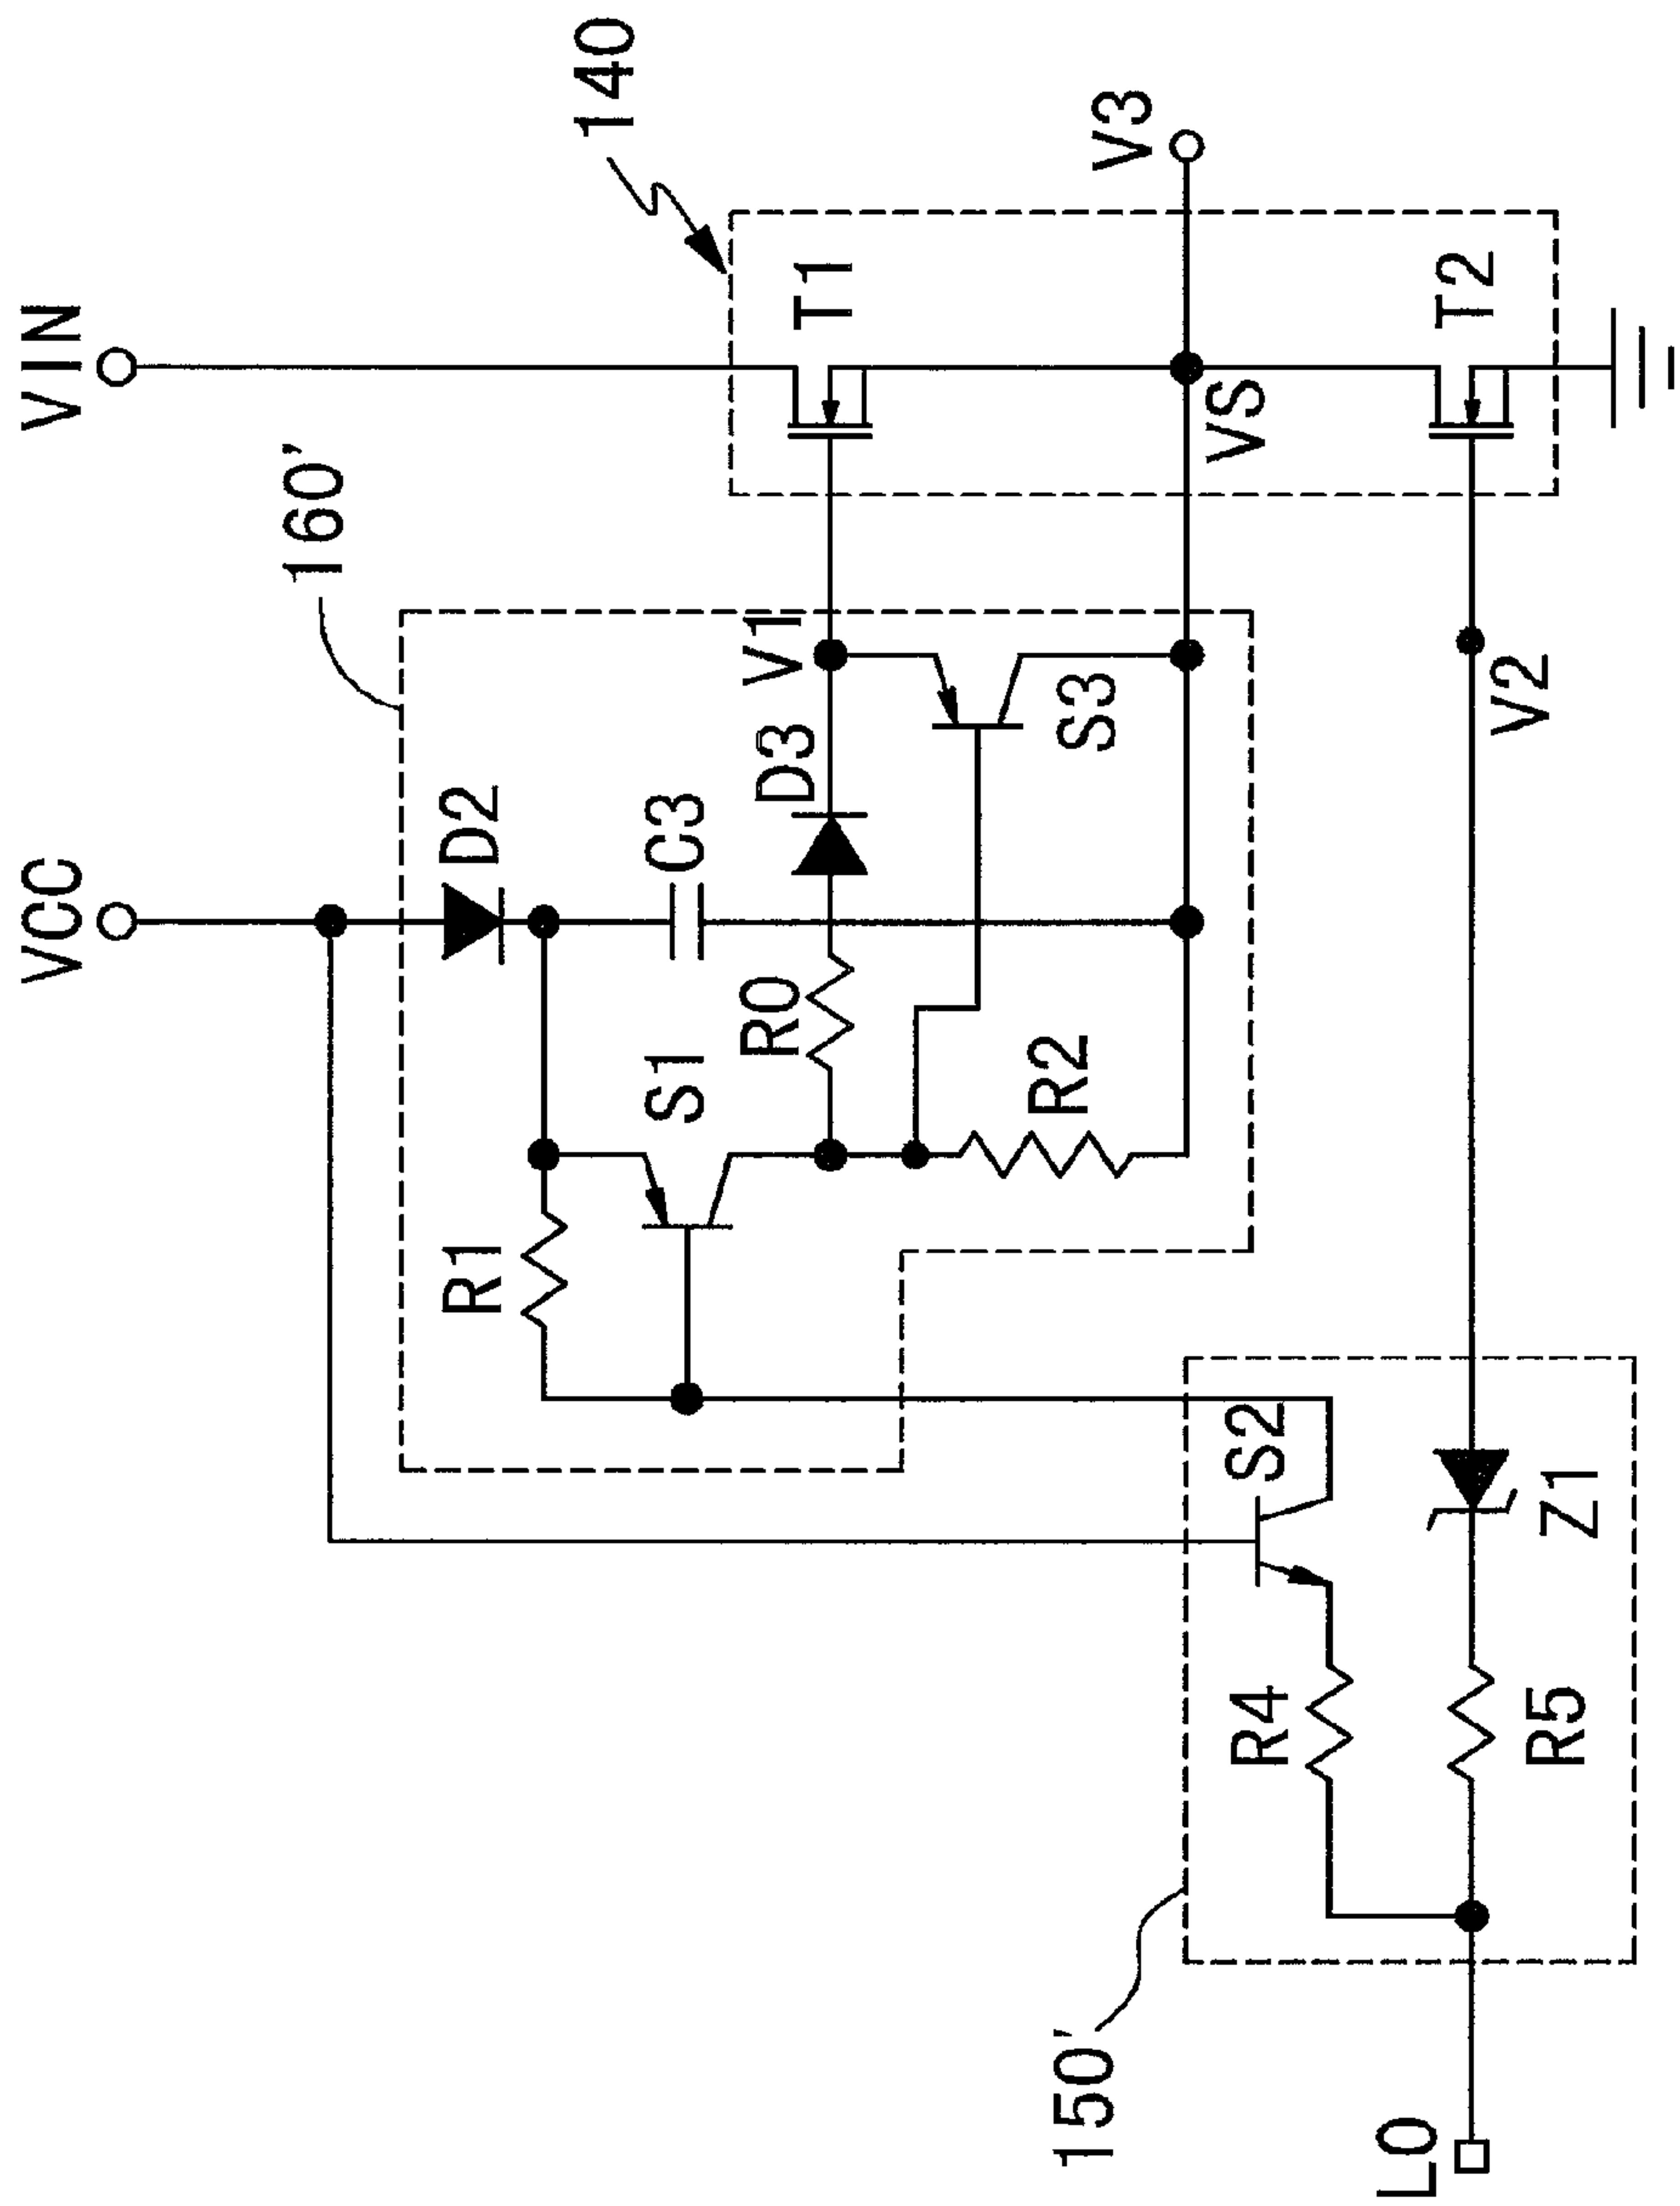 VCC
VIN
160'
140
D2
R1
S1
C3
R0
D3
V1
T1
R2
S3
VS
V3
150'
S2
R4
V2
T2
LO
R5
Z1